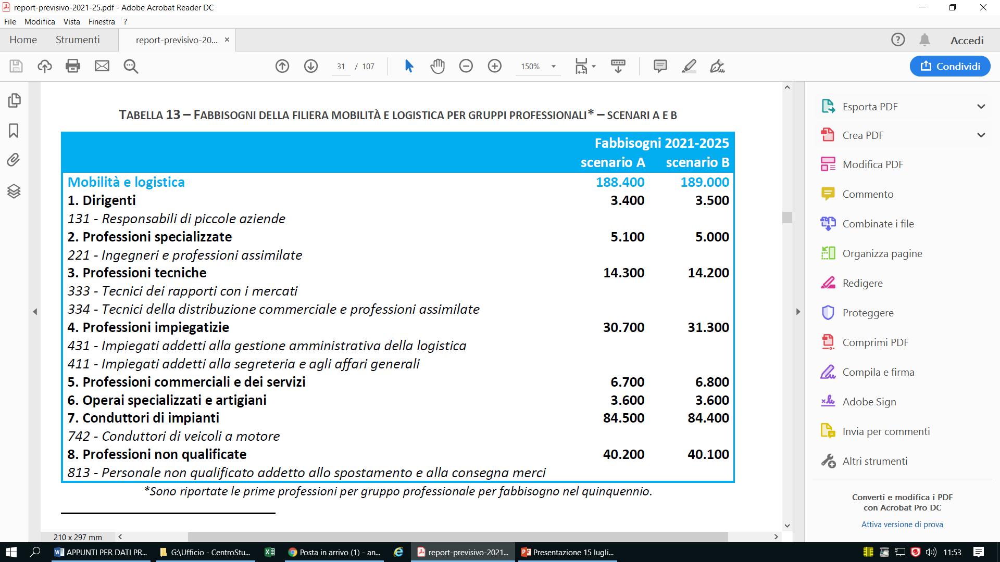 report-previsivo-2021-25.pdf - Adobe Acrobat Reader DC
File Modifica Vista Finestra ?
Home Strumenti report-previsivo-20... × Accedi
31 / 107 150% Condividi
TABELLA 13 – FABBISOGNI DELLA FILIERA MOBILITÀ E LOGISTICA PER GRUPPI PROFESSIONALI* – SCENARI A E B
Fabbisogni 2021-2025
scenario A scenario B
Mobilità e logistica 188.400 189.000
1. Dirigenti 3.400 3.500
131 - Responsabili di piccole aziende
2. Professioni specializzate 5.100 5.000
221 - Ingegneri e professioni assimilate
3. Professioni tecniche 14.300 14.200
333 - Tecnici dei rapporti con i mercati
334 - Tecnici della distribuzione commerciale e professioni assimilate
4. Professioni impiegatizie 30.700 31.300
431 - Impiegati addetti alla gestione amministrativa della logistica
411 - Impiegati addetti alla segreteria e agli affari generali
5. Professioni commerciali e dei servizi 6.700 6.800
6. Operai specializzati e artigiani 3.600 3.600
7. Conduttori di impianti 84.500 84.400
742 - Conduttori di veicoli a motore
8. Professioni non qualificate 40.200 40.100
813 - Personale non qualificato addetto allo spostamento e alla consegna merci
*Sono riportate le prime professioni per gruppo professionale per fabbisogno nel quinquennio.
210 x 297 mm
Esporta PDF
Crea PDF
Modifica PDF
Commento
Combinate i file
Organizza pagine
Redigere
Proteggere
Comprimi PDF
Compila e firma
Adobe Sign
Invia per commenti
Altri strumenti
Converti e modifica i PDF
con Acrobat Pro DC
Attiva versione di prova
APPUNTI PER DATI PR... G:\Ufficio - CentroStu... Posta in arrivo (1) - an... report-previsivo-2021... Presentazione 15 lugli... 11:53